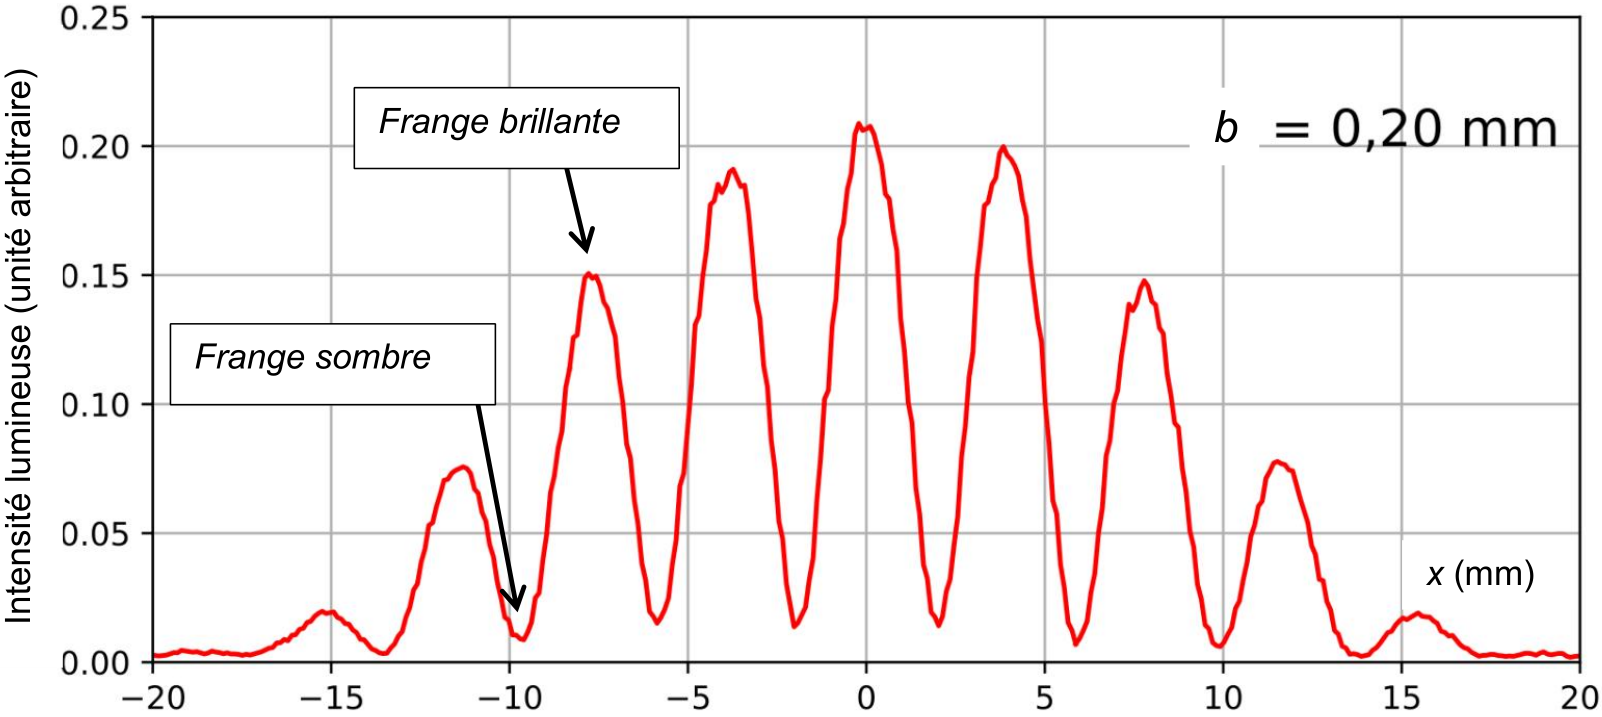 Intensité lumineuse (unité arbitraire)
0.25
0.20
0.15
0.10
0.05
0.00
Frange brillante
Frange sombre
b = 0,20 mm
x (mm)
−20 −15 −10 −5 0 5 10 15 20